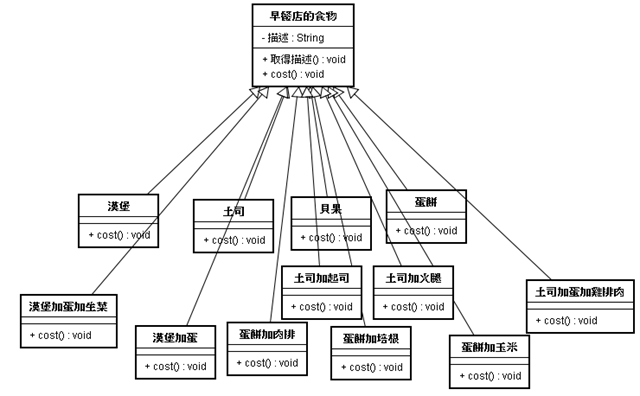 早餐店的食物
- 描述 : String
+ 取得描述() : void
+ cost() : void
漢堡
+ cost() : void
土司
+ cost() : void
貝果
+ cost() : void
蛋餅
+ cost() : void
漢堡加蛋加生菜
+ cost() : void
漢堡加蛋
+ cost() : void
蛋餅加肉排
+ cost() : void
土司加起司
+ cost() : void
蛋餅加培根
+ cost() : void
土司加火腿
+ cost() : void
蛋餅加玉米
+ cost() : void
土司加蛋加雞排肉
+ cost() : void